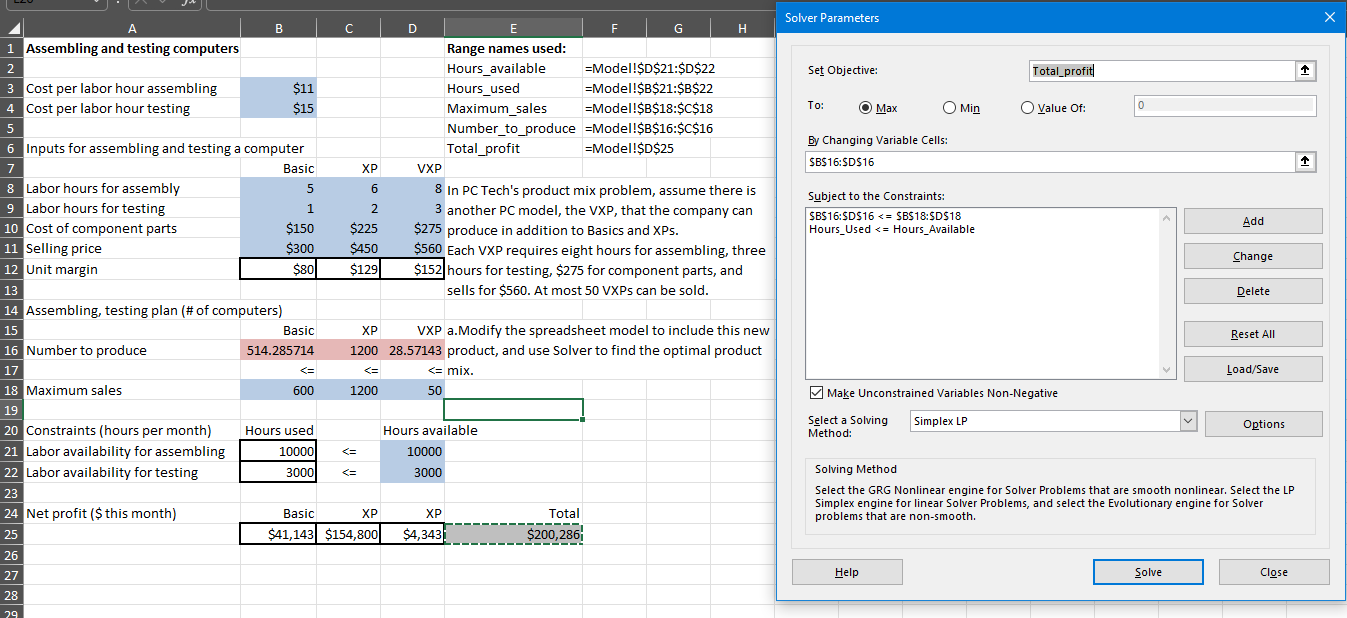 Solver Parameters
A B C D E F G H
1 Assembling and testing computers Range names used:
2 Hours_available =Model!$D$21:$D$22
3 Cost per labor hour assembling $11 Hours_used =Model!$B$21:$B$22
4 Cost per labor hour testing $15 Maximum_sales =Model!$B$18:$C$18
5 Number_to_produce =Model!$B$16:$C$16
6 Inputs for assembling and testing a computer Total_profit =Model!$D$25
7 Basic XP VXP
8 Labor hours for assembly 5 6 8 In PC Tech's product mix problem, assume there is
9 Labor hours for testing 1 2 3 another PC model, the VXP, that the company can
10 Cost of component parts $150 $225 $275 produce in addition to Basics and XPs.
11 Selling price $300 $450 $560 Each VXP requires eight hours for assembling, three
12 Unit margin $80 $129 $152 hours for testing, $275 for component parts, and
13 sells for $560. At most 50 VXPs can be sold.
14 Assembling, testing plan (# of computers)
15 Basic XP VXP a.Modify the spreadsheet model to include this new
16 Number to produce 514.285714 1200 28.57143 product, and use Solver to find the optimal product
17 <= <= <= mix.
18 Maximum sales 600 1200 50
19
20 Constraints (hours per month) Hours used Hours available
21 Labor availability for assembling 10000 <= 10000
22 Labor availability for testing 3000 <= 3000
23
24 Net profit ($ this month) Basic XP XP Total
25 $41,143 $154,800 $4,343 $200,286
26
27
28
29
Set Objective: Total_profit
To: Max Min Value Of: 0
By Changing Variable Cells:
$B$16:$D$16
Subject to the Constraints:
$B$16:$D$16 <= $B$18:$D$18
Hours_Used <= Hours_Available
Add
Change
Delete
Reset All
Load/Save
Make Unconstrained Variables Non-Negative
Select a Solving Method: Simplex LP Options
Solving Method
Select the GRG Nonlinear engine for Solver Problems that are smooth nonlinear. Select the LP
Simplex engine for linear Solver Problems, and select the Evolutionary engine for Solver
problems that are non-smooth.
Help Solve Close